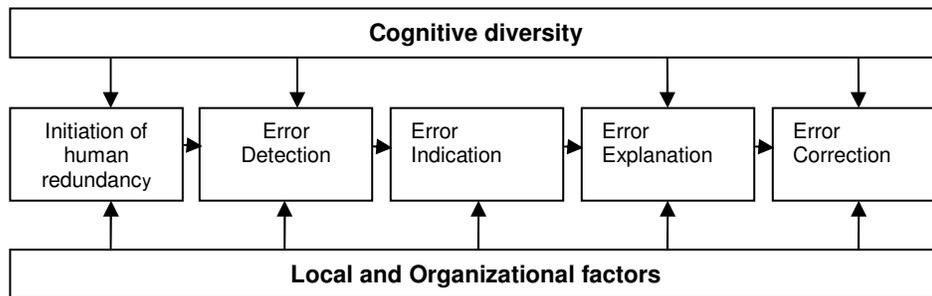 Cognitive diversity
Initiation of
human
redundancy
Error
Detection
Error
Indication
Error
Explanation
Error
Correction
Local and Organizational factors